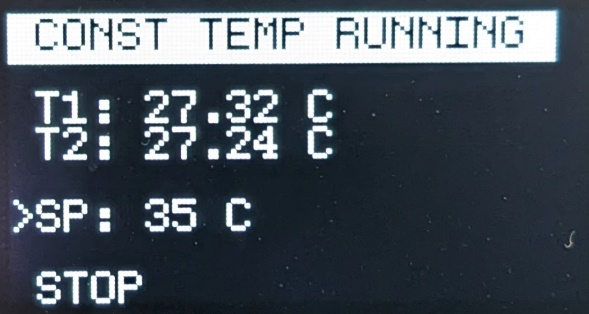 CONST TEMP RUNNING
T1: 27.32 C
T2: 27.24 C
>SP: 35 C
STOP